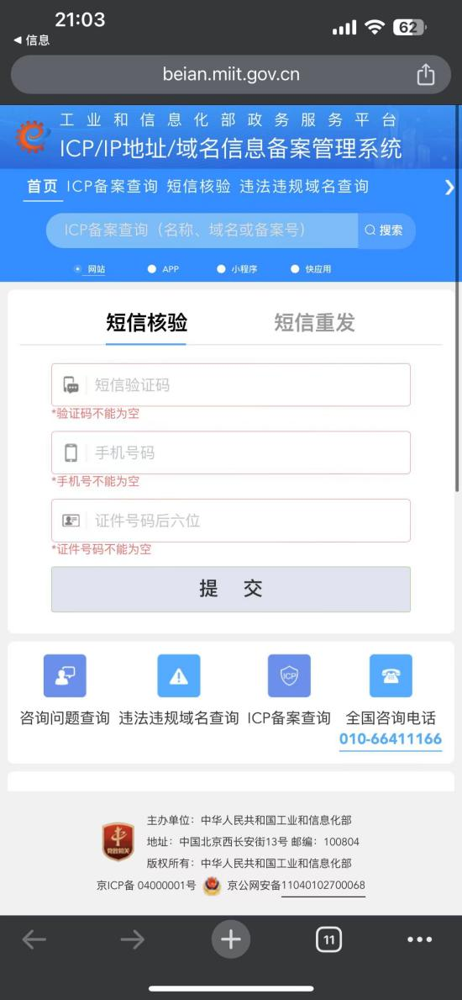 21:03
62
◀ 信息
beian.miit.gov.cn
工业和信息化部政务服务平台
ICP/IP地址/域名信息备案管理系统
首页 ICP备案查询 短信核验 违法违规域名查询
ICP备案查询（名称、域名或备案号） 搜索
网站 APP 小程序 快应用
短信核验 短信重发
短信验证码
*验证码不能为空
手机号码
*手机号不能为空
证件号码后六位
*证件号码不能为空
提 交
ICP
咨询问题查询 违法违规域名查询 ICP备案查询 全国咨询电话
010-66411166
主办单位：中华人民共和国工业和信息化部
地址：中国北京西长安街13号 邮编：100804
版权所有：中华人民共和国工业和信息化部
党政机关
京ICP备 04000001号 京公网安备11040102700068
11